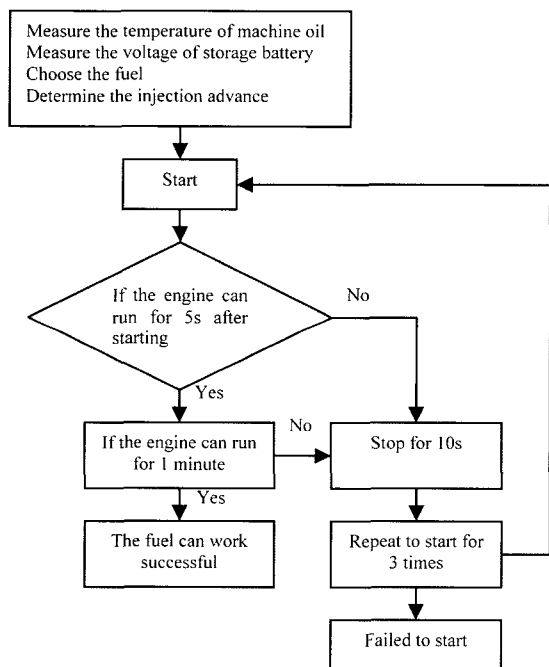 Measure the temperature of machine oil
Measure the voltage of storage battery
Choose the fuel
Determine the injection advance
Start
If the engine can
run for 5s after
starting
No
Yes
If the engine can run
for 1 minute
No
Stop for 10s
Yes
The fuel can work
successful
Repeat to start for
3 times
Failed to start